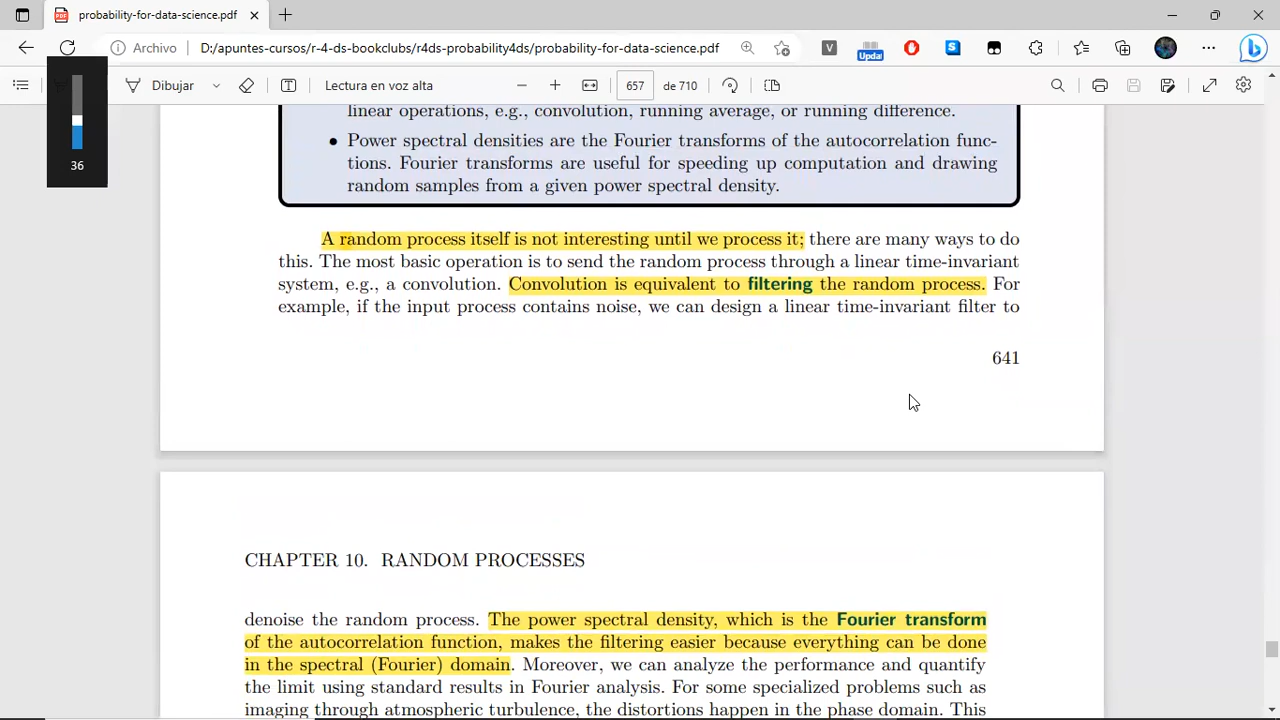 probability-for-data-science.pdf
Archivo D:/apuntes-cursos/r-4-ds-bookclubs/r4ds-probability4ds/probability-for-data-science.pdf
V
Updat
S
Dibujar
Lectura en voz alta
657 de 710
36
linear operations, e.g., convolution, running average, or running difference.
• Power spectral densities are the Fourier transforms of the autocorrelation func-
tions. Fourier transforms are useful for speeding up computation and drawing
random samples from a given power spectral density.
A random process itself is not interesting until we process it; there are many ways to do
this. The most basic operation is to send the random process through a linear time-invariant
system, e.g., a convolution. Convolution is equivalent to filtering the random process. For
example, if the input process contains noise, we can design a linear time-invariant filter to
641
CHAPTER 10. RANDOM PROCESSES
denoise the random process. The power spectral density, which is the Fourier transform
of the autocorrelation function, makes the filtering easier because everything can be done
in the spectral (Fourier) domain. Moreover, we can analyze the performance and quantify
the limit using standard results in Fourier analysis. For some specialized problems such as
imaging through atmospheric turbulence, the distortions happen in the phase domain. This